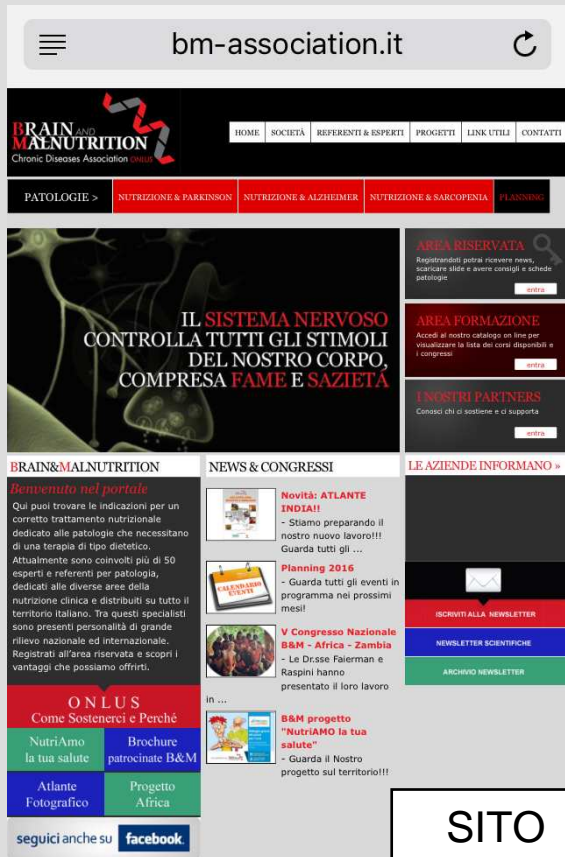 bm-association.it
BRAIN AND
MALNUTRITION
Chronic Diseases Association ONLUS
HOME SOCIETÀ REFERENTI & ESPERTI PROGETTI LINK UTILI CONTATTI
PATOLOGIE > NUTRIZIONE & PARKINSON NUTRIZIONE & ALZHEIMER NUTRIZIONE & SARCOPENIA PLANNING
IL SISTEMA NERVOSO
CONTROLLA TUTTI GLI STIMOLI
DEL NOSTRO CORPO,
COMPRESA FAME E SAZIETÁ
AREA RISERVATA
Registrandoti potrai ricevere news,
scaricare slide e avere consigli e schede
patologie
entra
AREA FORMAZIONE
Accedi al nostro catalogo on line per
visualizzare la lista dei corsi disponibili e
i congressi
entra
I NOSTRI PARTNERS
Conosci chi ci sostiene e ci supporta
entra
BRAIN&MALNUTRITION
Benvenuto nel portale
Qui puoi trovare le indicazioni per un
corretto trattamento nutrizionale
dedicato alle patologie che necessitano
di una terapia di tipo dietetico.
Attualmente sono coinvolti più di 50
esperti e referenti per patologia,
dedicati alle diverse aree della
nutrizione clinica e distribuiti su tutto il
territorio italiano. Tra questi specialisti
sono presenti personalità di grande
rilievo nazionale ed internazionale.
Registrati all'area riservata e scopri i
vantaggi che possiamo offrirti.
ONLUS
Come Sostenerci e Perché
NutriAmo
la tua salute
Brochure
patrocinate B&M
Atlante
Fotografico
Progetto
Africa
seguici anche su facebook
NEWS & CONGRESSI
Novità: ATLANTE
INDIA!!
- Stiamo preparando il
nostro nuovo lavoro!!!
Guarda tutti gli ...
CALENDARIO
EVENTI
Planning 2016
- Guarda tutti gli eventi in
programma nei prossimi
mesi!
V Congresso Nazionale
B&M - Africa - Zambia
- Le Dr.sse Faierman e
Raspini hanno
presentato il loro lavoro
in ...
B&M progetto
"NutriAMO la tua
salute"
- Guarda il Nostro
progetto sul territorio!!!
LE AZIENDE INFORMANO »
ISCRIVITI ALLA NEWSLETTER
NEWSLETTER SCIENTIFICHE
ARCHIVIO NEWSLETTER
SITO